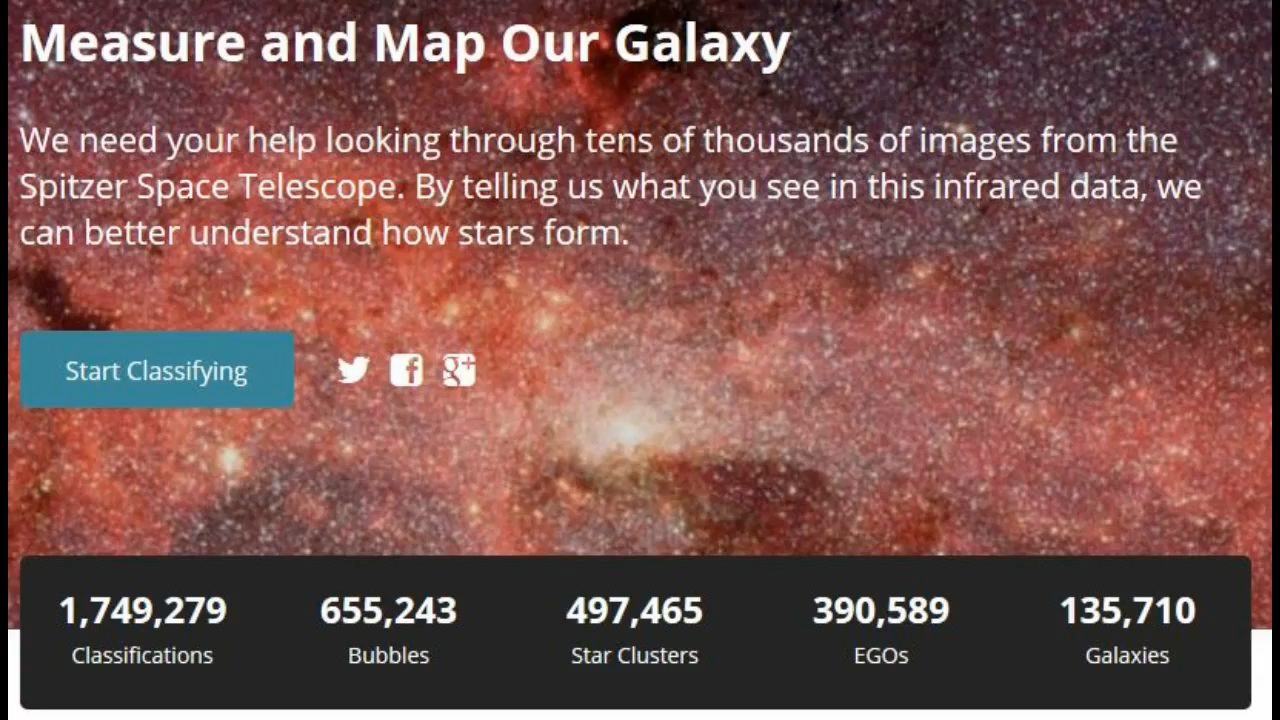 Measure and Map Our Galaxy
We need your help looking through tens of thousands of images from the
Spitzer Space Telescope. By telling us what you see in this infrared data, we
can better understand how stars form.
Start Classifying
1,749,279 655,243 497,465 390,589 135,710
Classifications Bubbles Star Clusters EGOs Galaxies